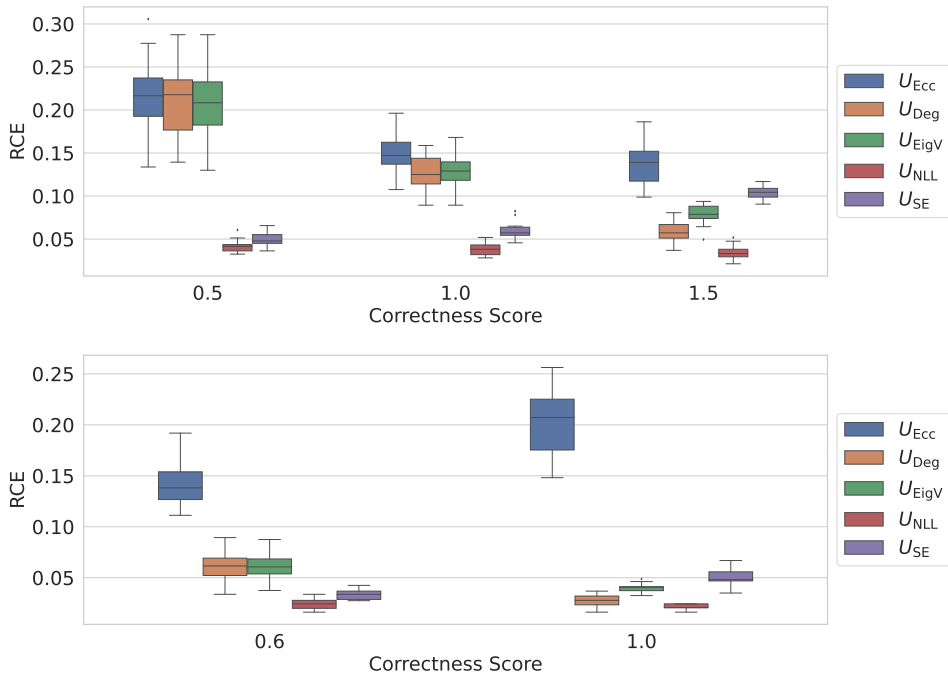 0.30
0.25
0.20
0.15
0.10
0.05
RCE
0.5 1.0 1.5
Correctness Score
U_Ecc
U_Deg
U_EigV
U_NLL
U_SE
0.25
0.20
0.15
0.10
0.05
RCE
0.6 1.0
Correctness Score
U_Ecc
U_Deg
U_EigV
U_NLL
U_SE